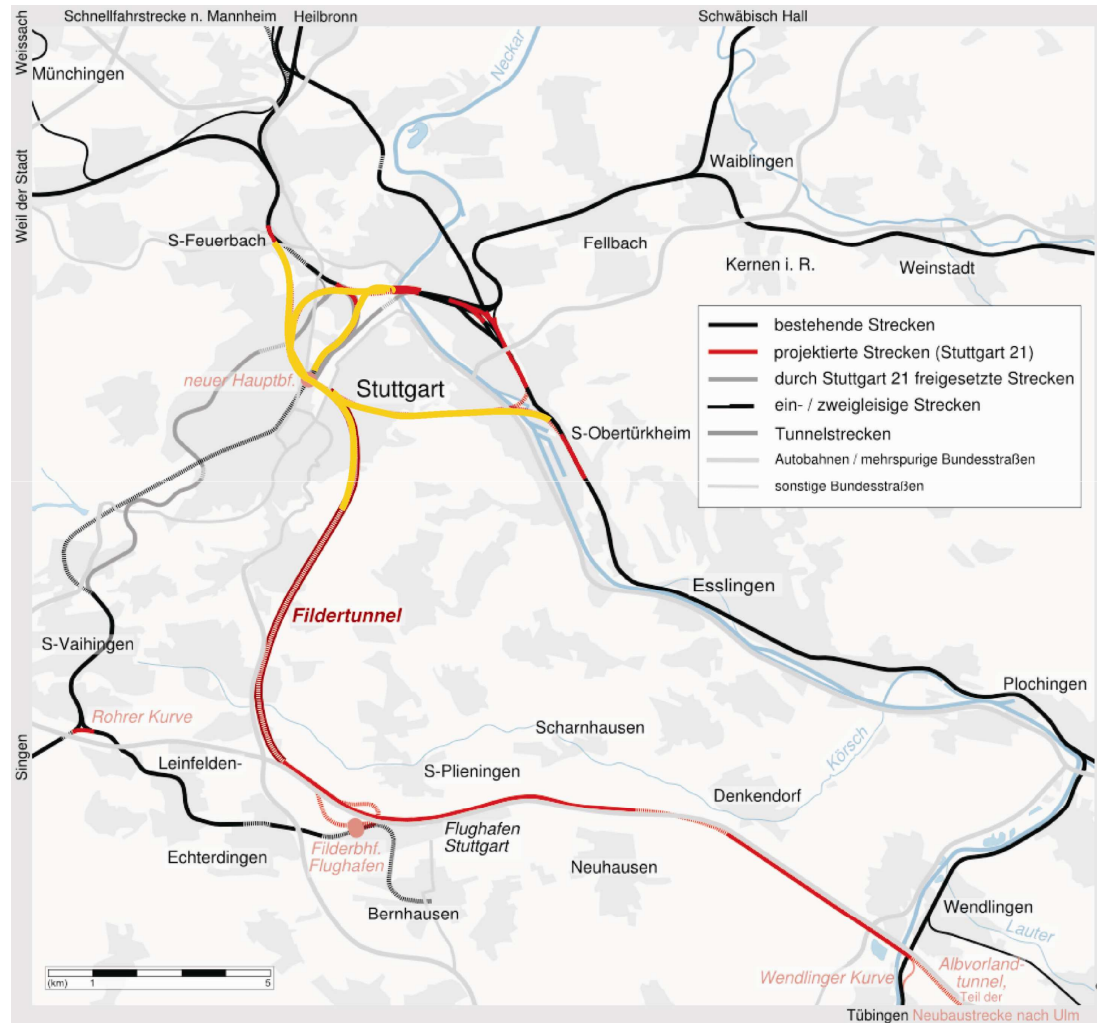 Schnellfahrstrecke n. Mannheim
Heilbronn
Schwäbisch Hall
Weissach
Münchingen
Neckar
Weil der Stadt
Waiblingen
S-Feuerbach
Fellbach
Kernen i. R.
Weinstadt
bestehende Strecken
projektierte Strecken (Stuttgart 21)
durch Stuttgart 21 freigesetzte Strecken
ein- / zweigleisige Strecken
Tunnelstrecken
Autobahnen / mehrspurige Bundesstraßen
sonstige Bundesstraßen
neuer Hauptbf.
Stuttgart
S-Obertürkheim
Esslingen
Fildertunnel
S-Vaihingen
Plochingen
Rohrer Kurve
Scharnhausen
Körsch
Singen
Leinfelden-
S-Plieningen
Denkendorf
Flughafen
Stuttgart
Filderbhf.
Flughafen
Echterdingen
Neuhausen
Bernhausen
Wendlingen
Lauter
Wendlinger Kurve
Albvorland-
tunnel,
Teil der
(km) 1 5
Tübingen Neubaustrecke nach Ulm